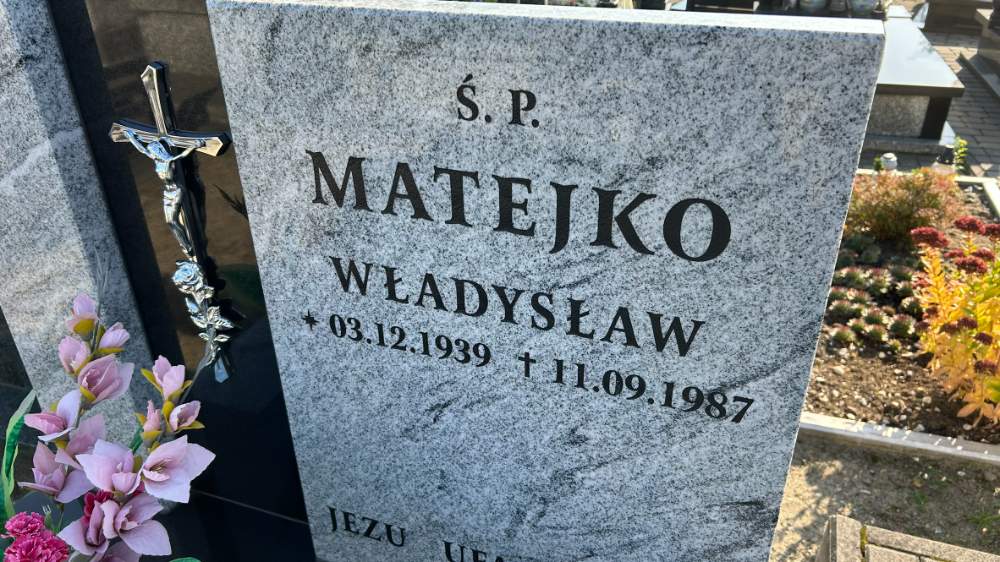 Ś. P.
MATEJKO
WŁADYSŁAW
* 03.12.1939 † 11.09.1987
JEZU